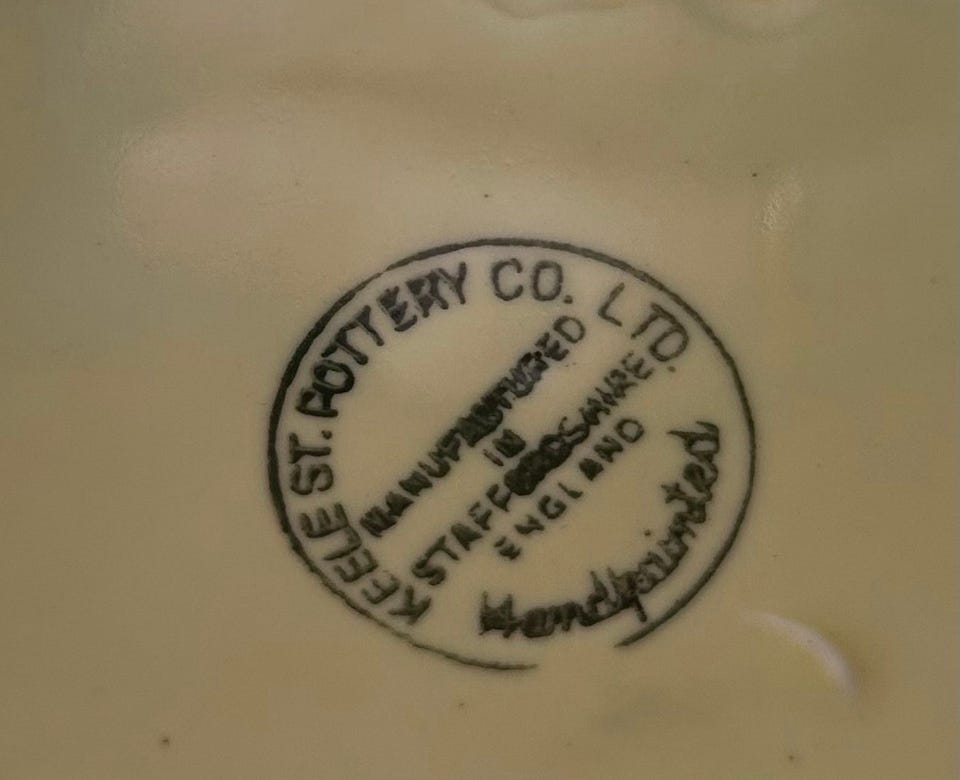 KEELE ST. POTTERY CO. LTD.
MANUFACTURED
IN
STAFFORDSHIRE
ENGLAND
Handpainted